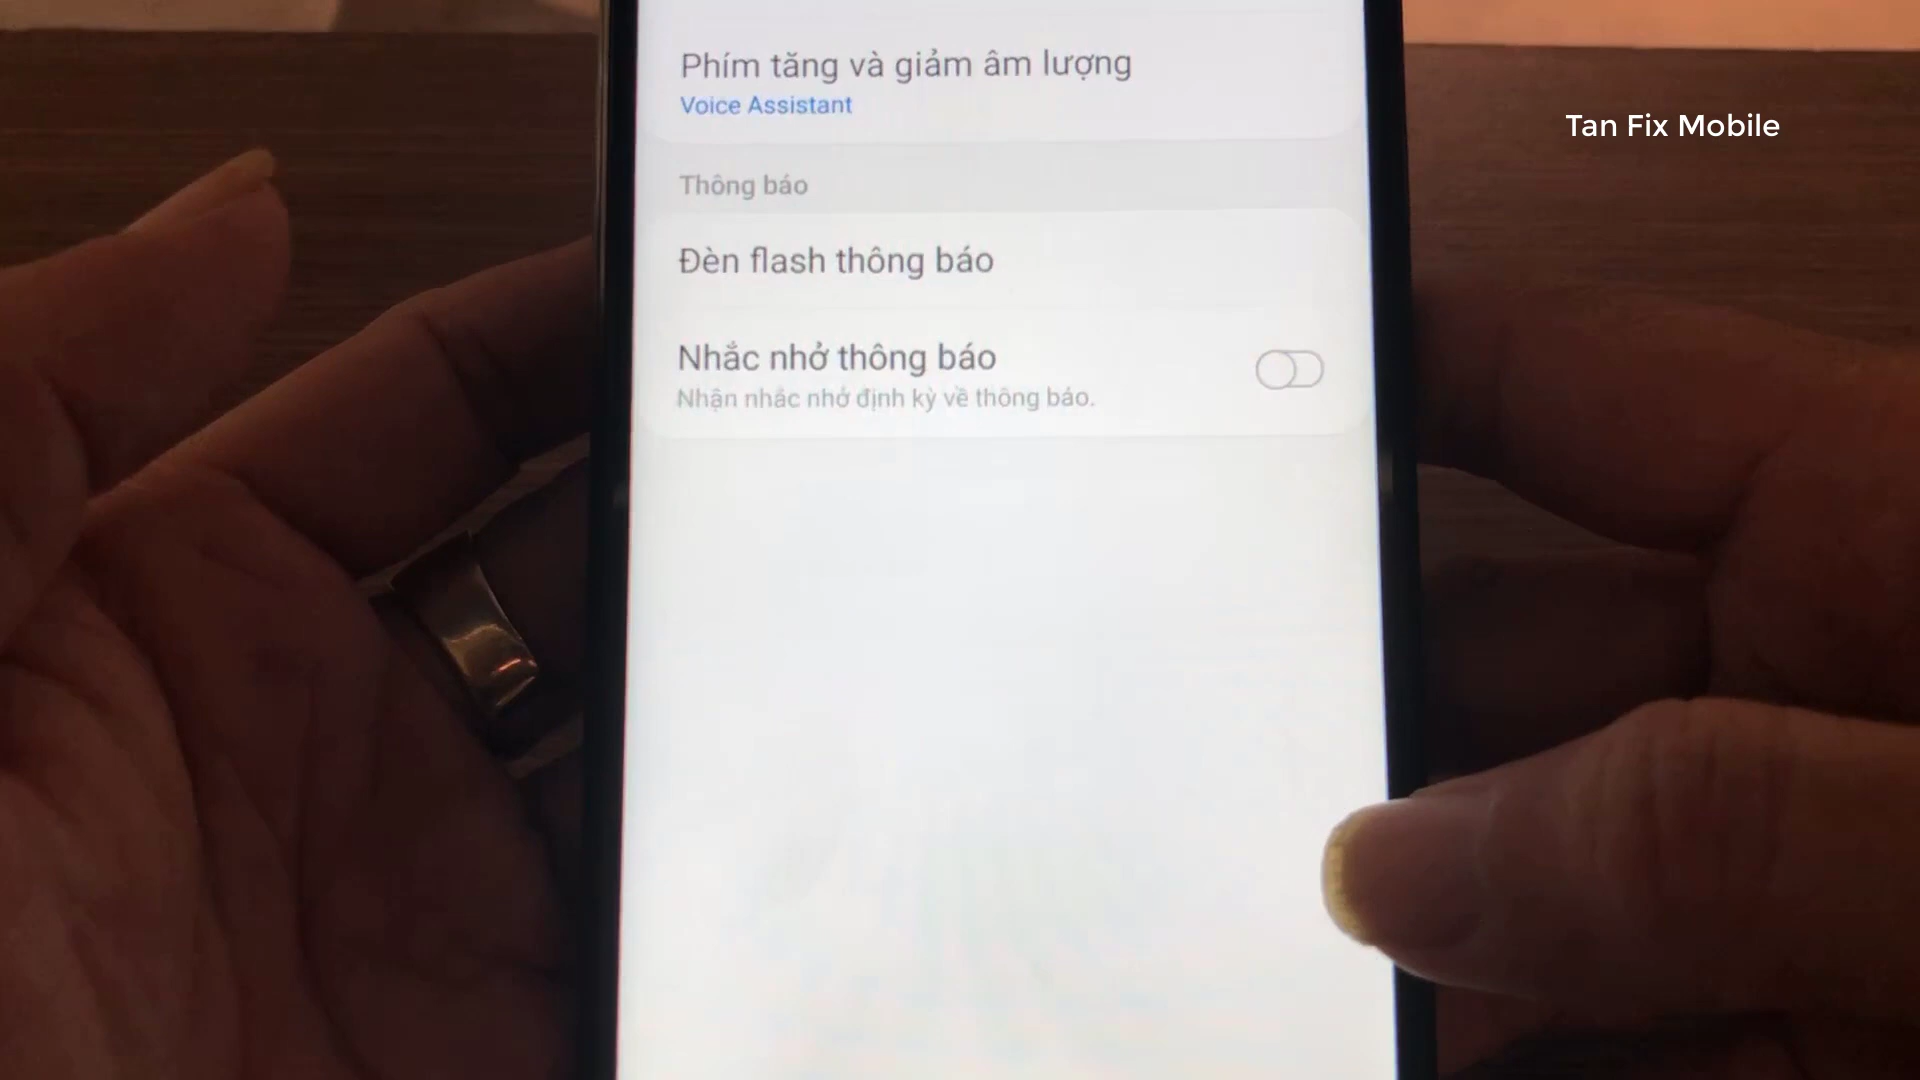 Phím tăng và giảm âm lượng
Voice Assistant
Tan Fix Mobile
Thông báo
Đèn flash thông báo
Nhắc nhở thông báo
Nhận nhắc nhở định kỳ về thông báo.